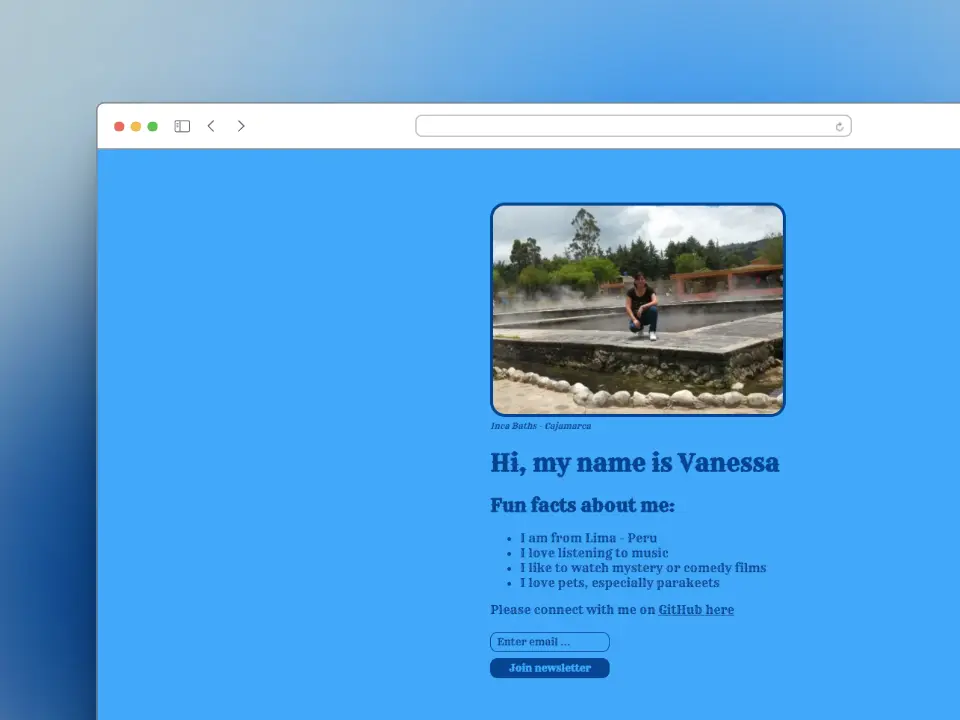 Inca Baths - Cajamarca
Hi, my name is Vanessa
Fun facts about me:
• I am from Lima - Peru
• I love listening to music
• I like to watch mystery or comedy films
• I love pets, especially parakeets
Please connect with me on GitHub here
Enter email ...
Join newsletter